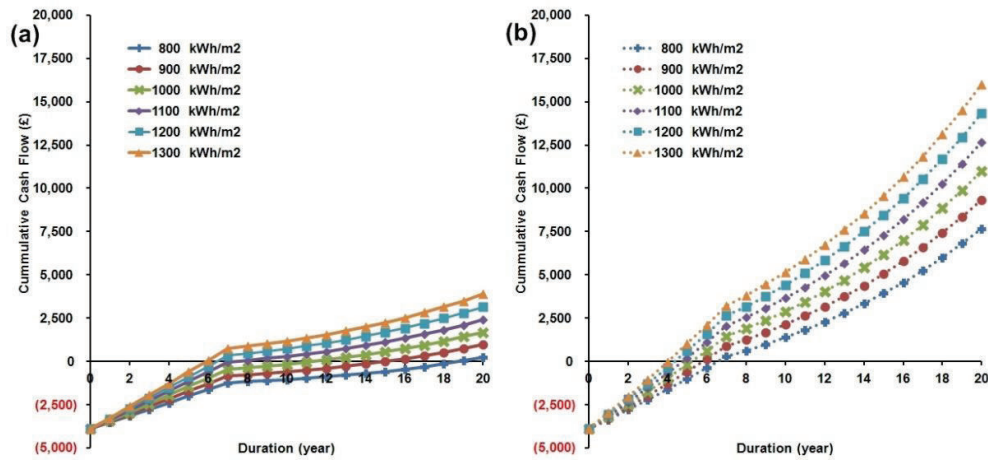 (a)
Cummulative Cash Flow (£)
20,000
17,500
15,000
12,500
10,000
7,500
5,000
2,500
0
(2,500)
(5,000)
800 kWh/m2
900 kWh/m2
1000 kWh/m2
1100 kWh/m2
1200 kWh/m2
1300 kWh/m2
0 2 4 6 8 10 12 14 16 18 20
Duration (year)
(b)
Cummulative Cash Flow (£)
20,000
17,500
15,000
12,500
10,000
7,500
5,000
2,500
0
(2,500)
(5,000)
800 kWh/m2
900 kWh/m2
1000 kWh/m2
1100 kWh/m2
1200 kWh/m2
1300 kWh/m2
0 2 4 6 8 10 12 14 16 18 20
Duration (year)